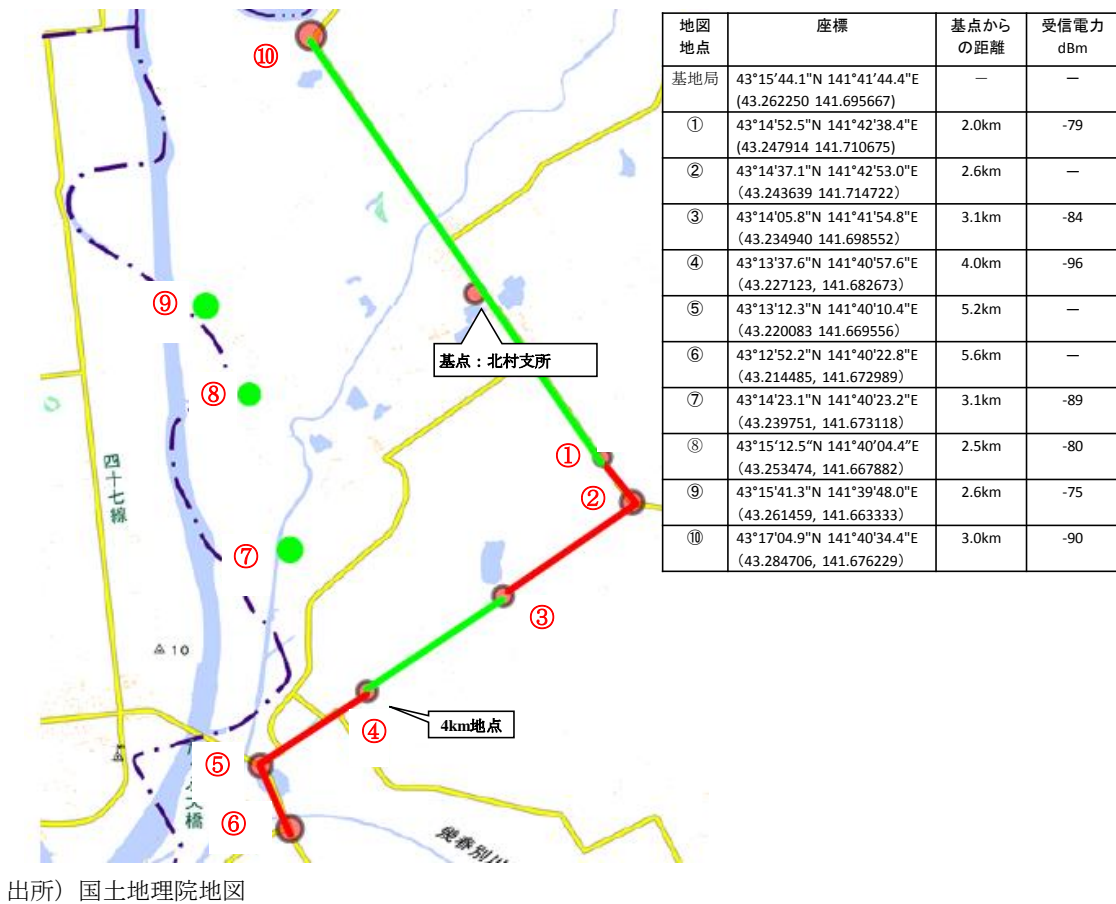 ⑩
基点：北村支所
⑨
⑧
①
②
四十七線
⑦
③
10
④
4km地点
⑤
大橋
⑥
幾春別川
地図
地点
座標
基点から
の距離
受信電力
dBm
基地局
43°15′44.1"N 141°41′44.4"E
(43.262250 141.695667)
－
－
①
43°14'52.5"N 141°42'38.4"E
(43.247914 141.710675)
2.0km
-79
②
43°14'37.1"N 141°42'53.0"E
（43.243639 141.714722）
2.6km
－
③
43°14'05.8"N 141°41'54.8"E
（43.234940 141.698552）
3.1km
-84
④
43°13'37.6"N 141°40'57.6"E
（43.227123, 141.682673）
4.0km
-96
⑤
43°13'12.3"N 141°40'10.4"E
（43.220083 141.669556）
5.2km
－
⑥
43°12'52.2"N 141°40'22.8"E
（43.214485, 141.672989）
5.6km
－
⑦
43°14'23.1"N 141°40'23.2"E
（43.239751, 141.673118）
3.1km
-89
⑧
43°15‘12.5“N 141°40’04.4”E
（43.253474, 141.667882）
2.5km
-80
⑨
43°15'41.3"N 141°39'48.0"E
（43.261459, 141.663333）
2.6km
-75
⑩
43°17'04.9"N 141°40'34.4"E
（43.284706, 141.676229）
3.0km
-90
出所）国土地理院地図